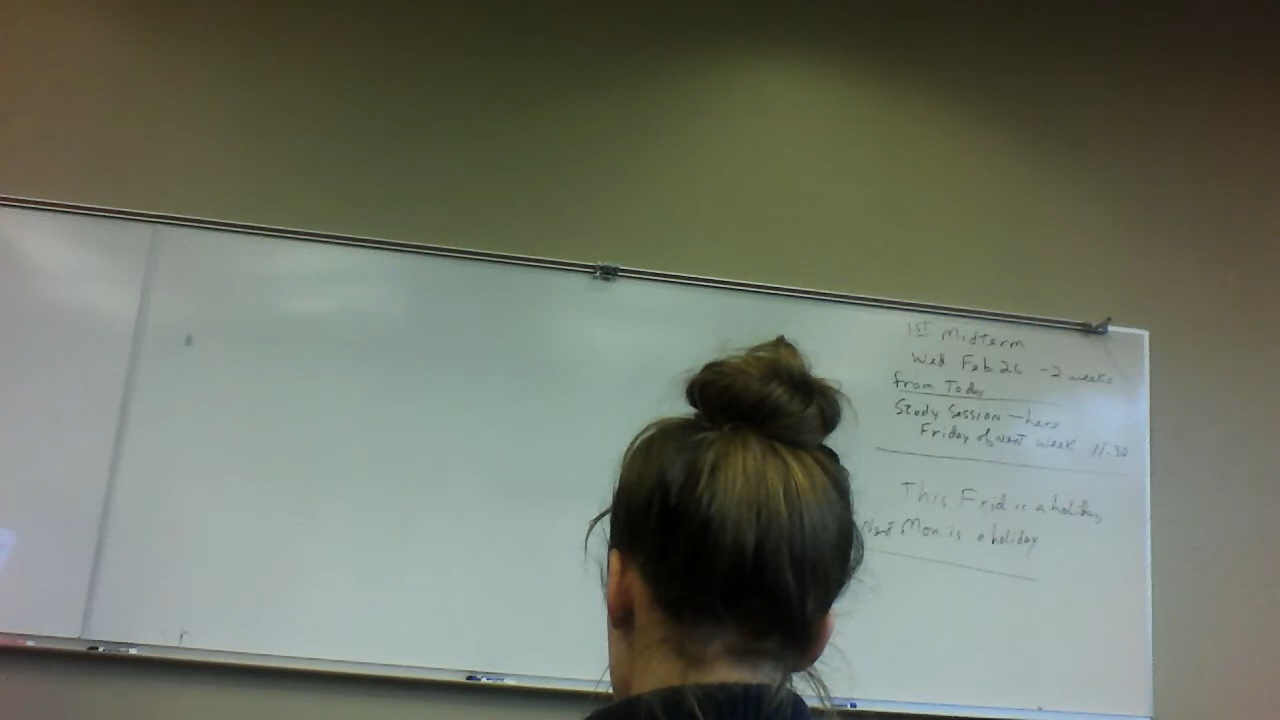 1ST Midterm
Wed Feb 26 - 2 weeks
from Today
Study Session - here
Friday of next week 11:30
This Frid is a holiday
Next Mon is a holiday